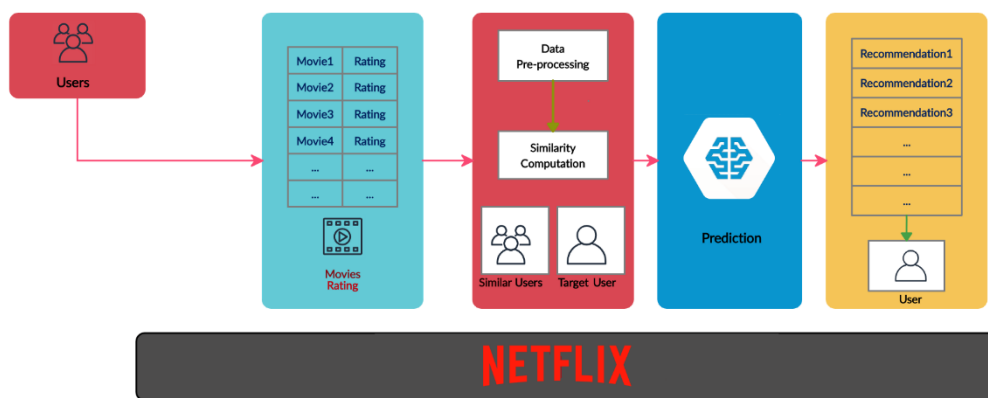 Users
Movie1 Rating
Movie2 Rating
Movie3 Rating
Movie4 Rating
... ...
... ...
Movies
Rating
Data
Pre-processing
Similarity
Computation
Similar Users Target User
Prediction
Recommendation1
Recommendation2
Recommendation3
...
...
...
User
NETFLIX